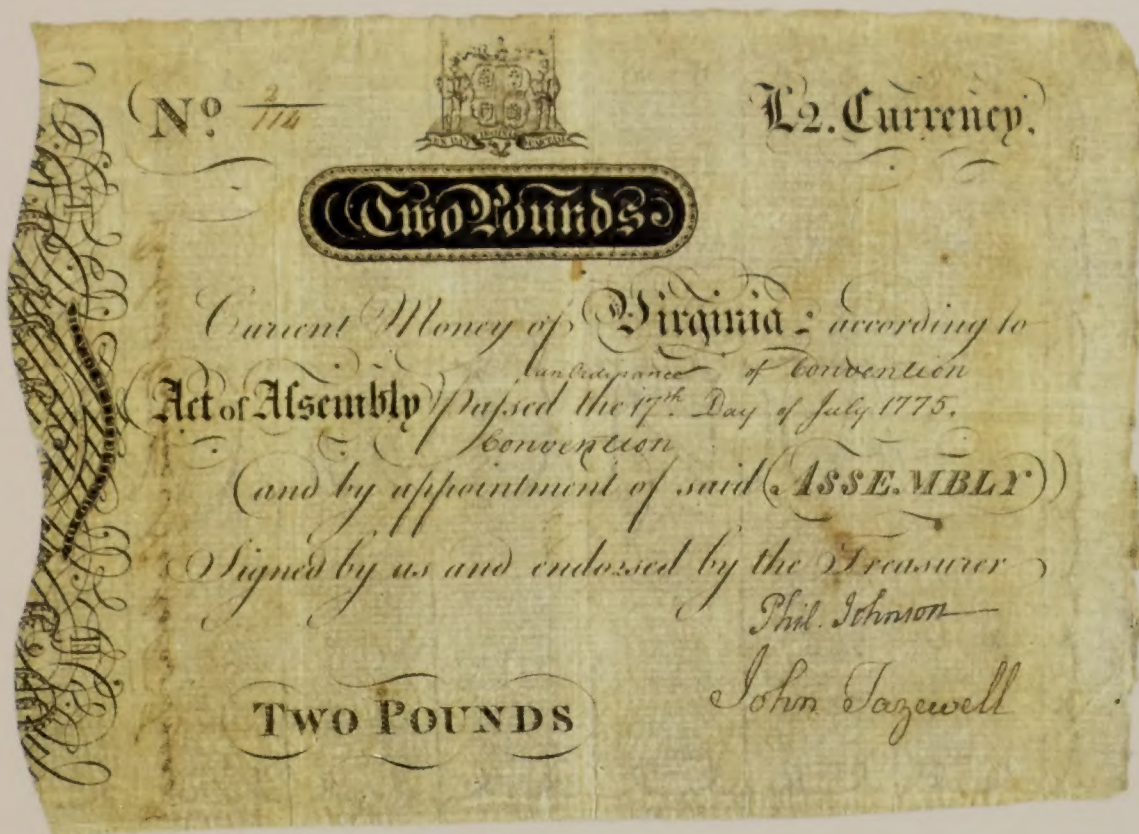 No. 2/114
£2. Currency.
Two Pounds
Current Money of Virginia: according to
an Ordinance of Convention
Act of Assembly passed the 17th Day of July 1775.
Convention
(and by appointment of said (ASSEMBLY))
Signed by us and endorsed by the Treasurer
Phil. Johnson
John Tazewell
TWO POUNDS